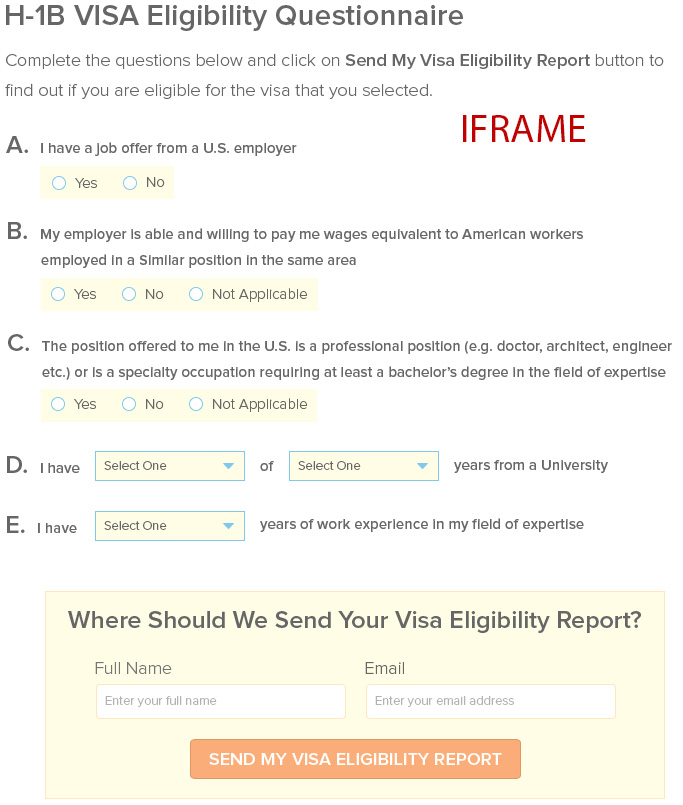 H-1B VISA Eligibility Questionnaire
Complete the questions below and click on Send My Visa Eligibility Report button to
find out if you are eligible for the visa that you selected.
IFRAME
A. I have a job offer from a U.S. employer
Yes No
B. My employer is able and willing to pay me wages equivalent to American workers
employed in a Similar position in the same area
Yes No Not Applicable
C. The position offered to me in the U.S. is a professional position (e.g. doctor, architect, engineer
etc.) or is a specialty occupation requiring at least a bachelor's degree in the field of expertise
Yes No Not Applicable
D. I have Select One of Select One years from a University
E. I have Select One years of work experience in my field of expertise
Where Should We Send Your Visa Eligibility Report?
Full Name Email
Enter your full name Enter your email address
SEND MY VISA ELIGIBILITY REPORT